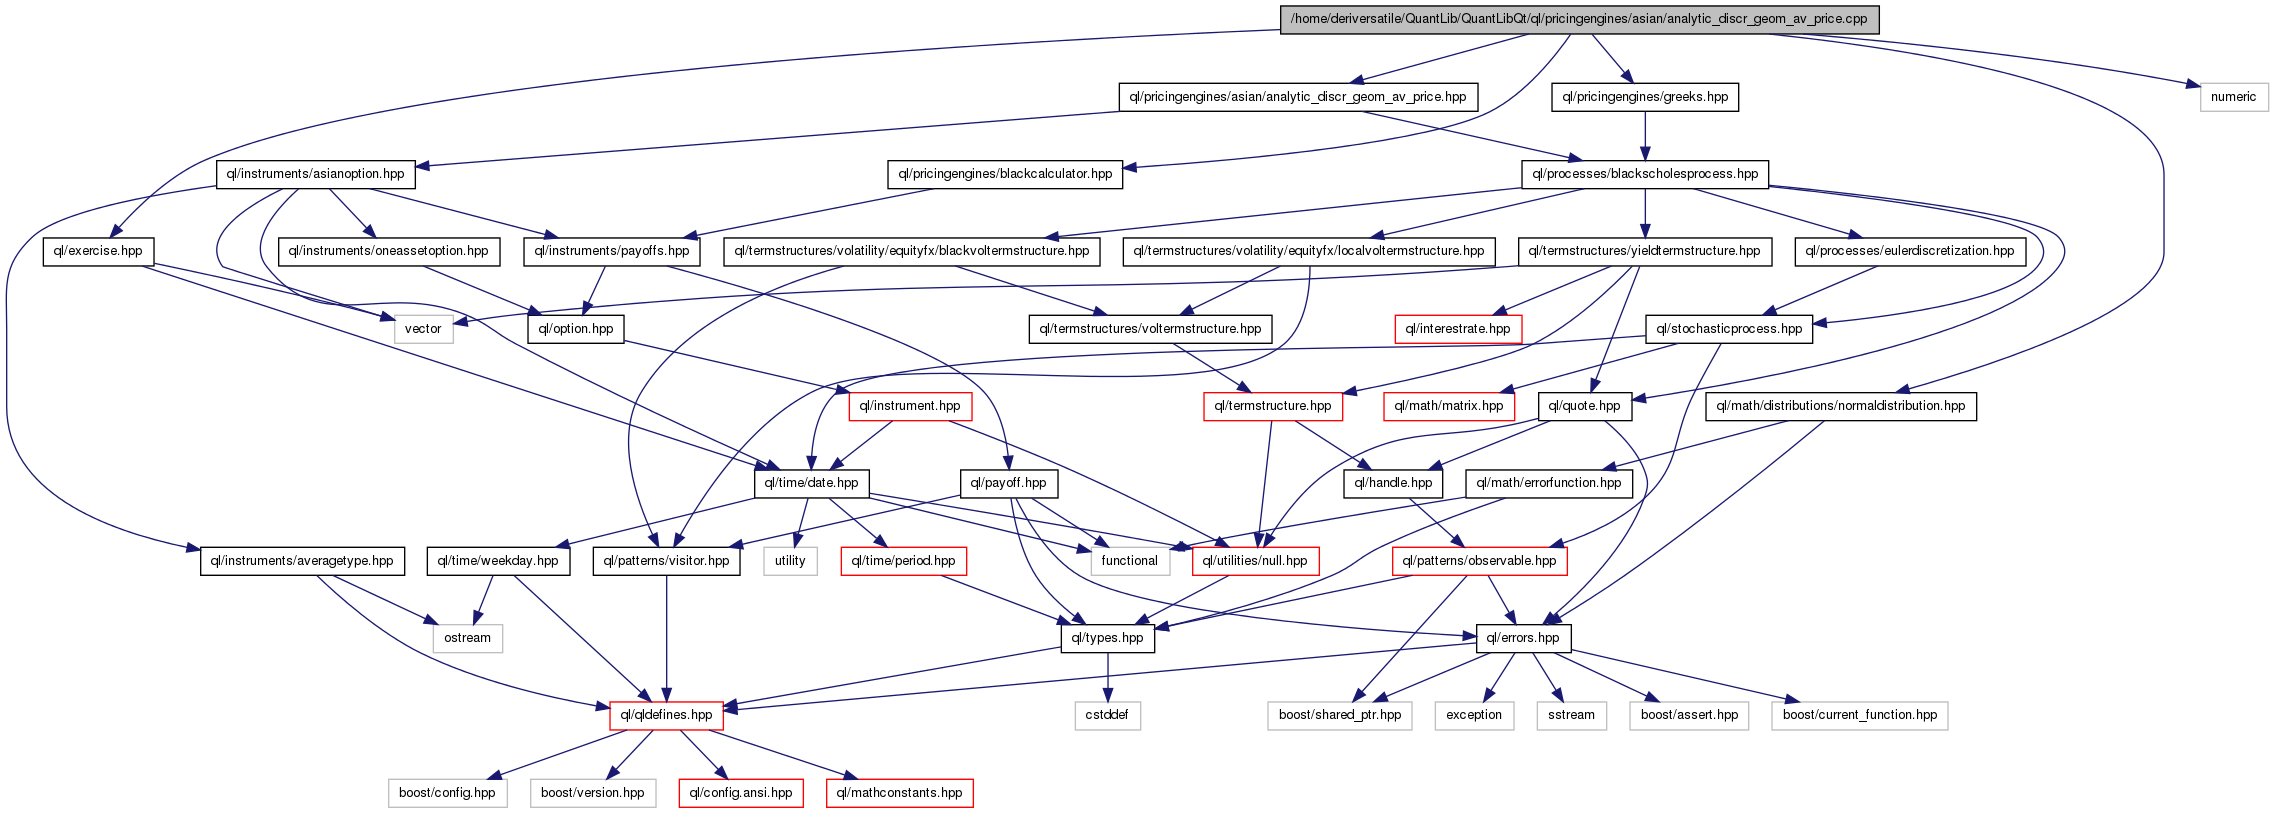 /home/deriversatile/QuantLib/QuantLibQt/ql/pricingengines/asian/analytic_discr_geom_av_price.cpp
ql/pricingengines/asian/analytic_discr_geom_av_price.hpp
ql/pricingengines/greeks.hpp
numeric
ql/instruments/asianoption.hpp
ql/pricingengines/blackcalculator.hpp
ql/processes/blackscholesprocess.hpp
ql/exercise.hpp
ql/instruments/oneassetoption.hpp
ql/instruments/payoffs.hpp
ql/termstructures/volatility/equityfx/blackvoltermstructure.hpp
ql/termstructures/volatility/equityfx/localvoltermstructure.hpp
ql/termstructures/yieldtermstructure.hpp
ql/processes/eulerdiscretization.hpp
vector
ql/option.hpp
ql/termstructures/voltermstructure.hpp
ql/interestrate.hpp
ql/stochasticprocess.hpp
ql/instrument.hpp
ql/termstructure.hpp
ql/math/matrix.hpp
ql/quote.hpp
ql/math/distributions/normaldistribution.hpp
ql/time/date.hpp
ql/payoff.hpp
ql/handle.hpp
ql/math/errorfunction.hpp
ql/instruments/averagetype.hpp
ql/time/weekday.hpp
ql/patterns/visitor.hpp
utility
ql/time/period.hpp
functional
ql/utilities/null.hpp
ql/patterns/observable.hpp
ostream
ql/types.hpp
ql/errors.hpp
ql/qldefines.hpp
cstddef
boost/shared_ptr.hpp
exception
sstream
boost/assert.hpp
boost/current_function.hpp
boost/config.hpp
boost/version.hpp
ql/config.ansi.hpp
ql/mathconstants.hpp